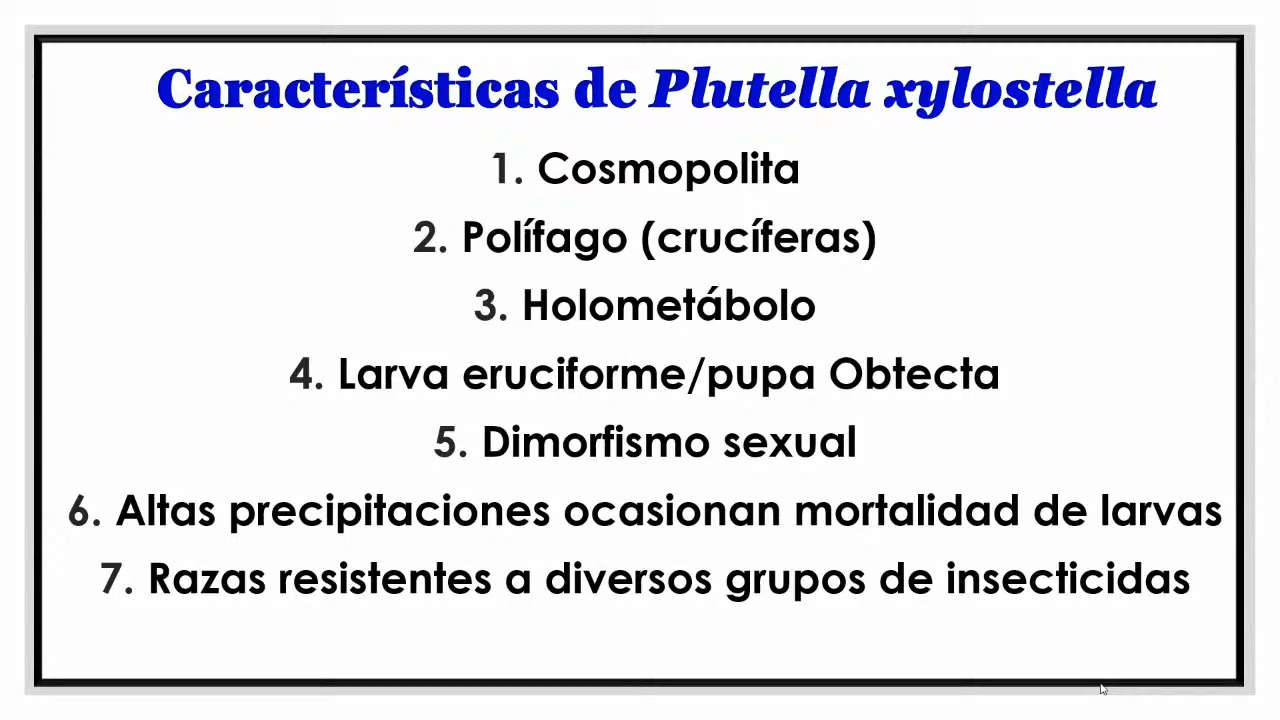 Características de Plutella xylostella
1. Cosmopolita
2. Polífago (crucíferas)
3. Holometábolo
4. Larva eruciforme/pupa Obtecta
5. Dimorfismo sexual
6. Altas precipitaciones ocasionan mortalidad de larvas
7. Razas resistentes a diversos grupos de insecticidas